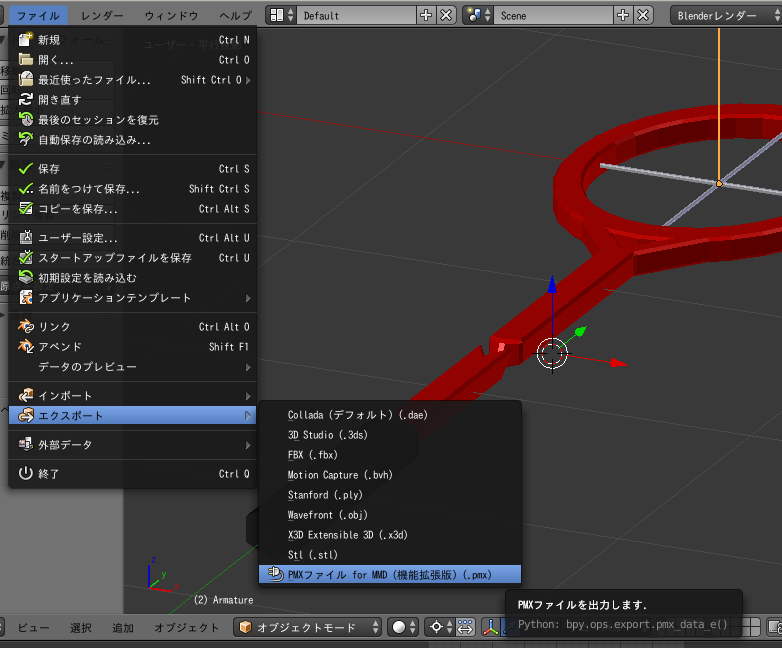 ファイル レンダー ウィンドウ ヘルプ Default Scene Blenderレンダー
新規 Ctrl N
開く... Ctrl O
最近使ったファイル... Shift Ctrl O
開き直す
最後のセッションを復元
自動保存の読み込み...
保存 Ctrl S
名前をつけて保存... Shift Ctrl S
コピーを保存... Ctrl Alt S
ユーザー設定... Ctrl Alt U
スタートアップファイルを保存 Ctrl U
初期設定を読み込む
アプリケーションテンプレート
リンク Ctrl Alt O
アペンド Shift F1
データのプレビュー
インポート
エクスポート
外部データ
終了 Ctrl Q
Collada (デフォルト) (.dae)
3D Studio (.3ds)
FBX (.fbx)
Motion Capture (.bvh)
Stanford (.ply)
Wavefront (.obj)
X3D Extensible 3D (.x3d)
Stl (.stl)
PMXファイル for MMD (機能拡張版) (.pmx)
PMXファイルを出力します.
Python: bpy.ops.export.pmx_data_e()
z
y
x
(2) Armature
ビュー 選択 追加 オブジェクト オブジェクトモード